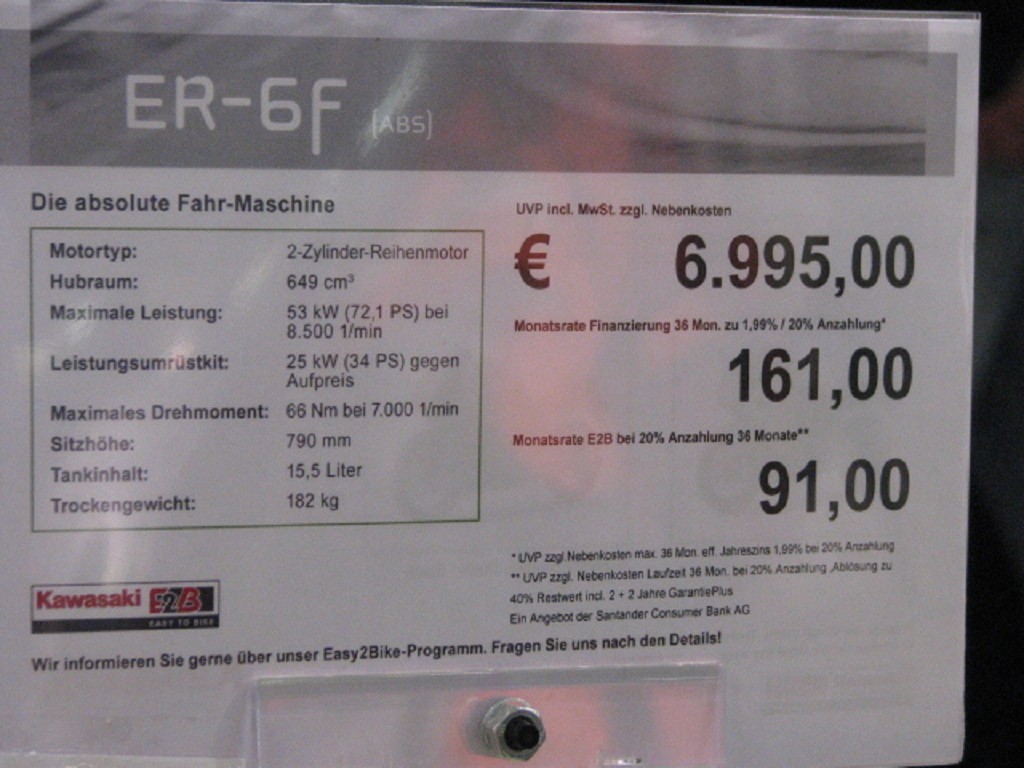 ER-6f (ABS)
Die absolute Fahr-Maschine
Motortyp: 2-Zylinder-Reihenmotor
Hubraum: 649 cm³
Maximale Leistung: 53 kW (72,1 PS) bei
8.500 1/min
Leistungsumrüstkit: 25 kW (34 PS) gegen
Aufpreis
Maximales Drehmoment: 66 Nm bei 7.000 1/min
Sitzhöhe: 790 mm
Tankinhalt: 15,5 Liter
Trockengewicht: 182 kg
UVP incl. MwSt. zzgl. Nebenkosten
€ 6.995,00
Monatsrate Finanzierung 36 Mon. zu 1,99% / 20% Anzahlung*
161,00
Monatsrate E2B bei 20% Anzahlung 36 Monate**
91,00
* UVP zzgl.Nebenkosten max. 36 Mon. eff. Jahreszins 1,99% bei 20% Anzahlung
** UVP zzgl. Nebenkosten Laufzeit 36 Mon. bei 20% Anzahlung ,Ablösung zu
40% Restwert incl. 2 + 2 Jahre GarantiePlus
Ein Angebot der Santander Consumer Bank AG
Kawasaki E2B
EASY TO BIKE
Wir informieren Sie gerne über unser Easy2Bike-Programm. Fragen Sie uns nach den Details!